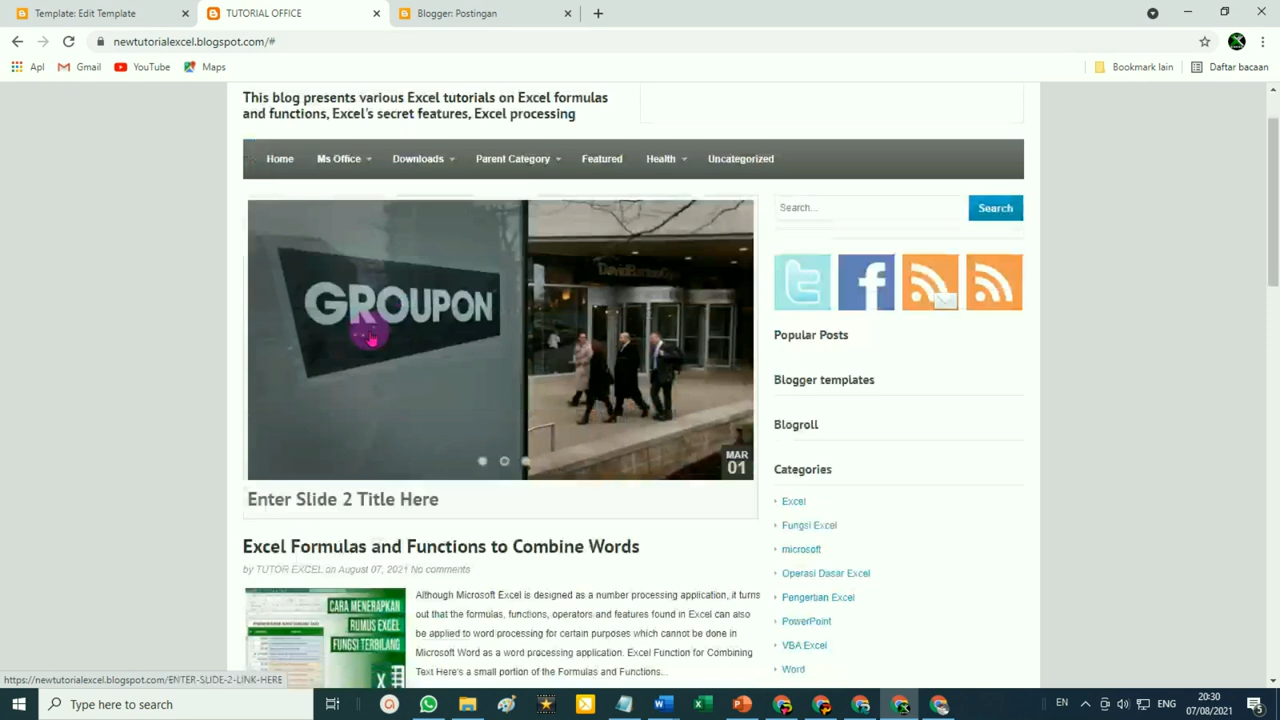 Template: Edit Template
TUTORIAL OFFICE
Blogger: Postingan
newtutorialexcel.blogspot.com/#
Apl
Gmail
YouTube
Maps
Bookmark lain
Daftar bacaan
This blog presents various Excel tutorials on Excel formulas
and functions, Excel's secret features, Excel processing
Home
Ms Office
Downloads
Parent Category
Featured
Health
Uncategorized
GROUPON
MAR
01
Enter Slide 2 Title Here
Search...
Search
Popular Posts
Blogger templates
Blogroll
Categories
Excel
Fungsi Excel
microsoft
Operasi Dasar Excel
Pengertian Excel
PowerPoint
VBA Excel
Word
Excel Formulas and Functions to Combine Words
by TUTOR EXCEL on August 07, 2021 No comments
CARA MENERAPKAN
RUMUS EXCEL
FUNGSI TERBILANG
Although Microsoft Excel is designed as a number processing application, it turns
out that the formulas, functions, operators and features found in Excel can also
be applied to word processing for certain purposes which cannot be done in
Microsoft Word as a word processing application. Excel Function for Combining
Text Here's a small portion of the Formulas and Functions...
https://newtutorialexcel.blogspot.com/ENTER-SLIDE-2-LINK-HERE
Type here to search
EN
ENG
20:30
07/08/2021
5